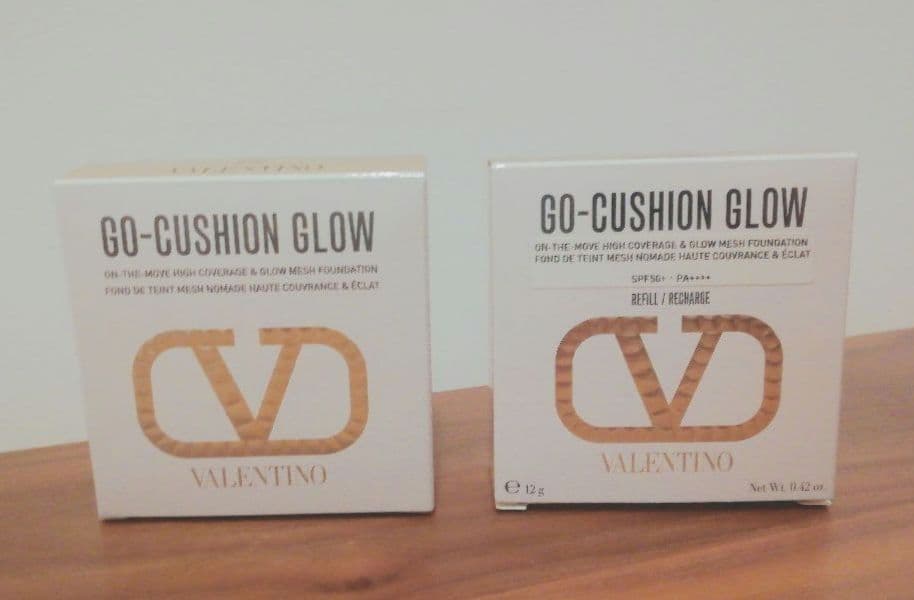 VALENTINO
GO-CUSHION GLOW
ON-THE-MOVE HIGH COVERAGE & GLOW MESH FOUNDATION
FOND DE TEINT MESH NOMADE HAUTE COUVRANCE & ÉCLAT
VALENTINO
GO-CUSHION GLOW
ON-THE-MOVE HIGH COVERAGE & GLOW MESH FOUNDATION
FOND DE TEINT MESH NOMADE HAUTE COUVRANCE & ÉCLAT
SPF50+ · PA++++
REFILL / RECHARGE
VALENTINO
℮ 12 g
Net Wt. 0.42 oz.